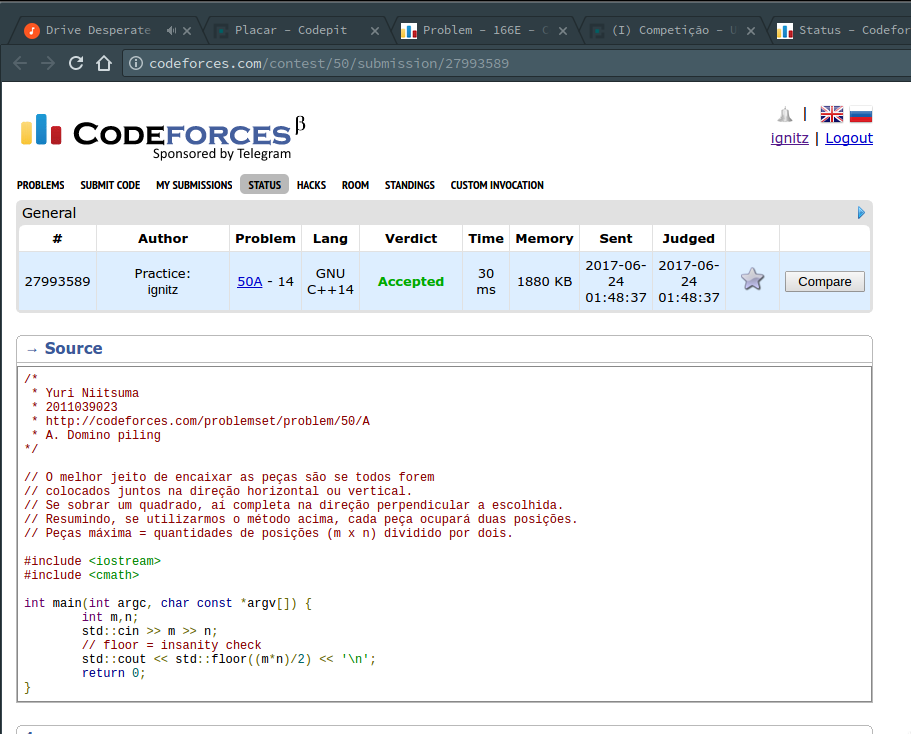 Drive Desperate
Placar - Codepit
Problem - 166E - C
(I) Competição - U
Status - Codefor
codeforces.com/contest/50/submission/27993589
CODEFORCES β
Sponsored by Telegram
ignitz | Logout
PROBLEMS SUBMIT CODE MY SUBMISSIONS STATUS HACKS ROOM STANDINGS CUSTOM INVOCATION
General
# Author Problem Lang Verdict Time Memory Sent Judged
27993589 Practice: ignitz 50A - 14 GNU C++14 Accepted 30 ms 1880 KB 2017-06-24 01:48:37 2017-06-24 01:48:37 Compare
→ Source
/*
* Yuri Niitsuma
* 2011039023
* http://codeforces.com/problemset/problem/50/A
* A. Domino piling
*/
// O melhor jeito de encaixar as peças são se todos forem
// colocados juntos na direção horizontal ou vertical.
// Se sobrar um quadrado, aí completa na direção perpendicular a escolhida.
// Resumindo, se utilizarmos o método acima, cada peça ocupará duas posições.
// Peças máxima = quantidades de posições (m x n) dividido por dois.
#include <iostream>
#include <cmath>
int main(int argc, char const *argv[]) {
int m,n;
std::cin >> m >> n;
// floor = insanity check
std::cout << std::floor((m*n)/2) << '\n';
return 0;
}